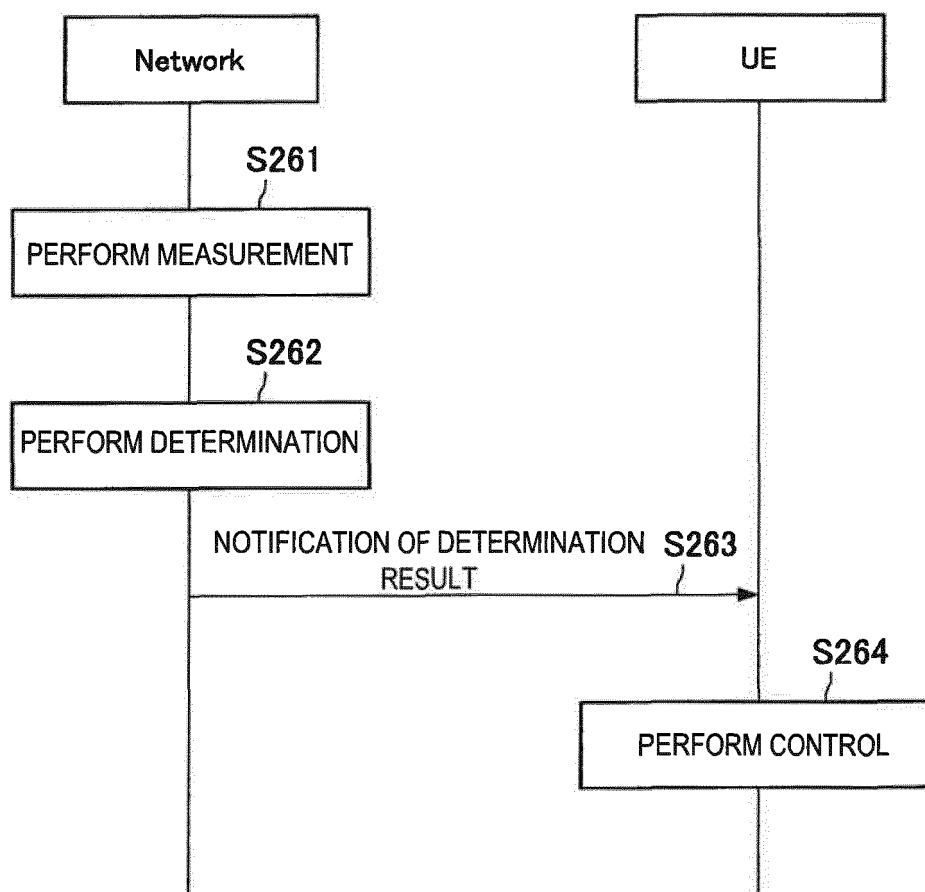 Network
UE
S261
PERFORM MEASUREMENT
S262
PERFORM DETERMINATION
NOTIFICATION OF DETERMINATION
RESULT
S263
S264
PERFORM CONTROL